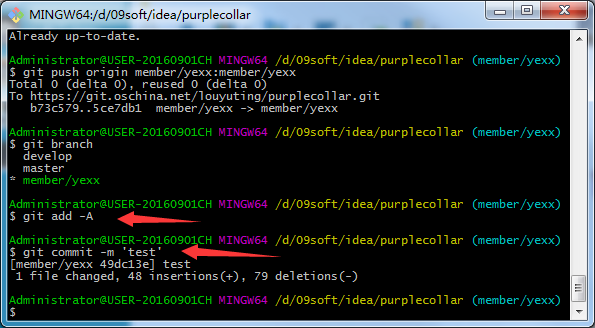 MINGW64:/d/09soft/idea/purplecollar
Already up-to-date.
Administrator@USER-20160901CH MINGW64 /d/09soft/idea/purplecollar (member/yexx)
$ git push origin member/yexx:member/yexx
Total 0 (delta 0), reused 0 (delta 0)
To https://git.oschina.net/louyuting/purplecollar.git
   b73c579..5ce7db1  member/yexx -> member/yexx
Administrator@USER-20160901CH MINGW64 /d/09soft/idea/purplecollar (member/yexx)
$ git branch
  develop
  master
* member/yexx
Administrator@USER-20160901CH MINGW64 /d/09soft/idea/purplecollar (member/yexx)
$ git add -A
Administrator@USER-20160901CH MINGW64 /d/09soft/idea/purplecollar (member/yexx)
$ git commit -m 'test'
[member/yexx 49dc13e] test
 1 file changed, 48 insertions(+), 79 deletions(-)
Administrator@USER-20160901CH MINGW64 /d/09soft/idea/purplecollar (member/yexx)
$